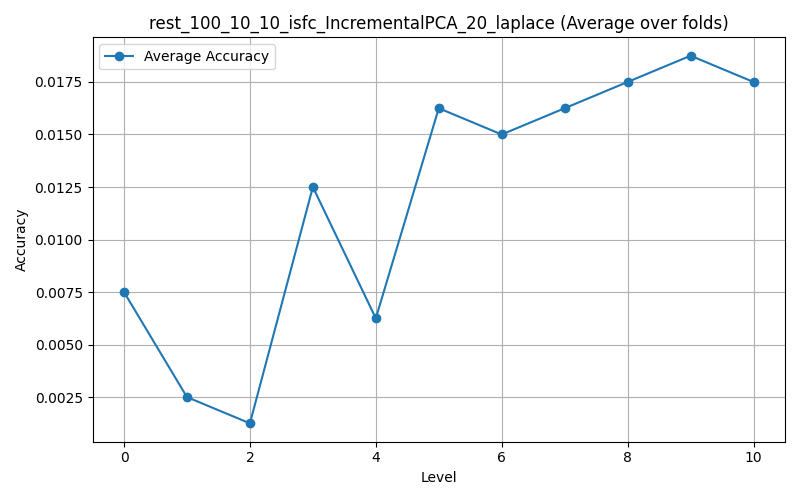 rest_100_10_10_isfc_IncrementalPCA_20_laplace (Average over folds)
Average Accuracy
0.0175
0.0150
0.0125
0.0100
0.0075
0.0050
0.0025
Accuracy
0 2 4 6 8 10
Level